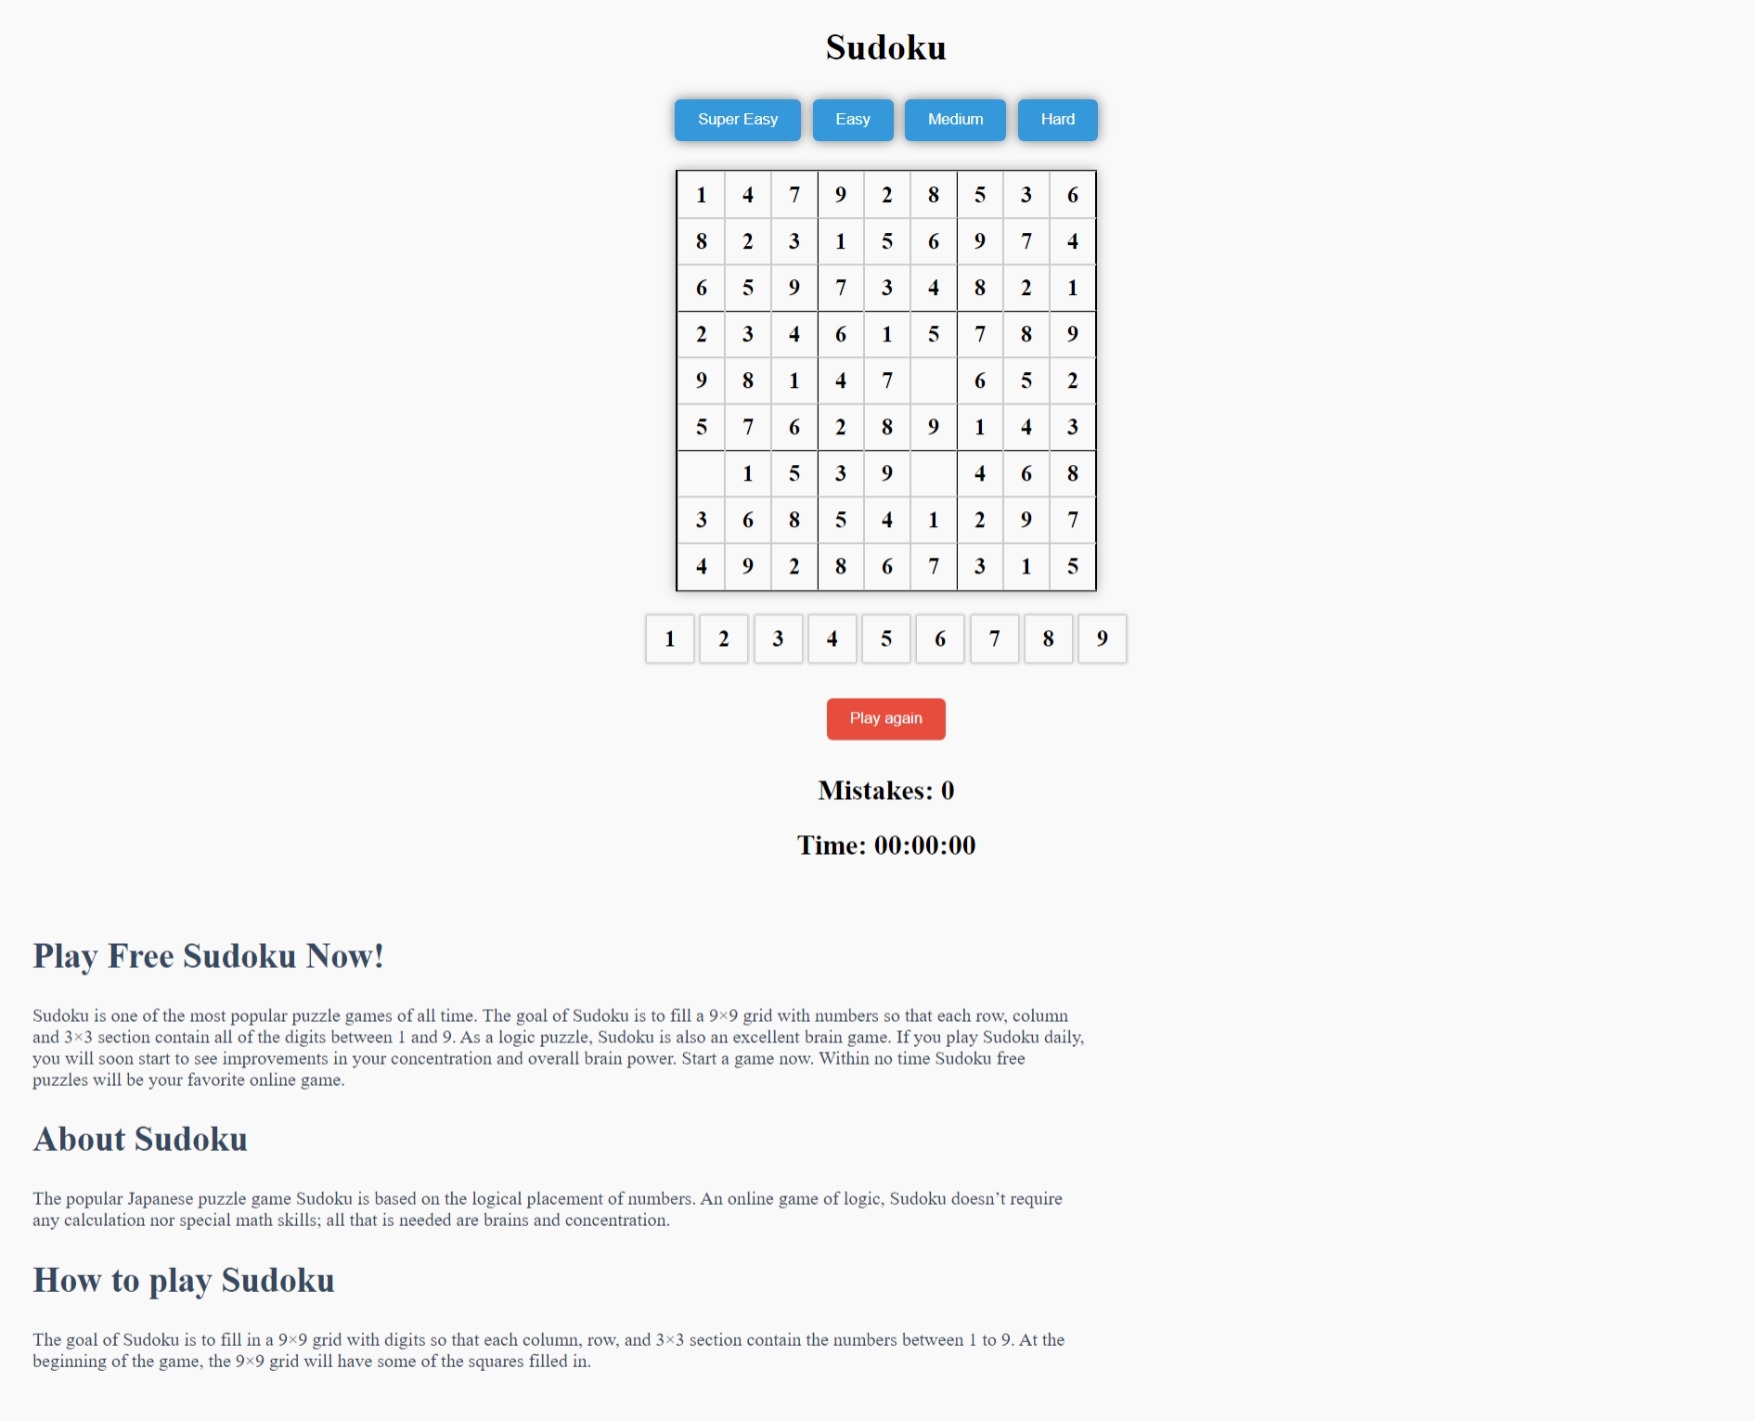 Sudoku
Super Easy Easy Medium Hard
1 4 7 9 2 8 5 3 6
8 2 3 1 5 6 9 7 4
6 5 9 7 3 4 8 2 1
2 3 4 6 1 5 7 8 9
9 8 1 4 7 6 5 2
5 7 6 2 8 9 1 4 3
1 5 3 9 4 6 8
3 6 8 5 4 1 2 9 7
4 9 2 8 6 7 3 1 5
1 2 3 4 5 6 7 8 9
Play again
Mistakes: 0
Time: 00:00:00
Play Free Sudoku Now!
Sudoku is one of the most popular puzzle games of all time. The goal of Sudoku is to fill a 9×9 grid with numbers so that each row, column
and 3×3 section contain all of the digits between 1 and 9. As a logic puzzle, Sudoku is also an excellent brain game. If you play Sudoku daily,
you will soon start to see improvements in your concentration and overall brain power. Start a game now. Within no time Sudoku free
puzzles will be your favorite online game.
About Sudoku
The popular Japanese puzzle game Sudoku is based on the logical placement of numbers. An online game of logic, Sudoku doesn’t require
any calculation nor special math skills; all that is needed are brains and concentration.
How to play Sudoku
The goal of Sudoku is to fill in a 9×9 grid with digits so that each column, row, and 3×3 section contain the numbers between 1 to 9. At the
beginning of the game, the 9×9 grid will have some of the squares filled in.